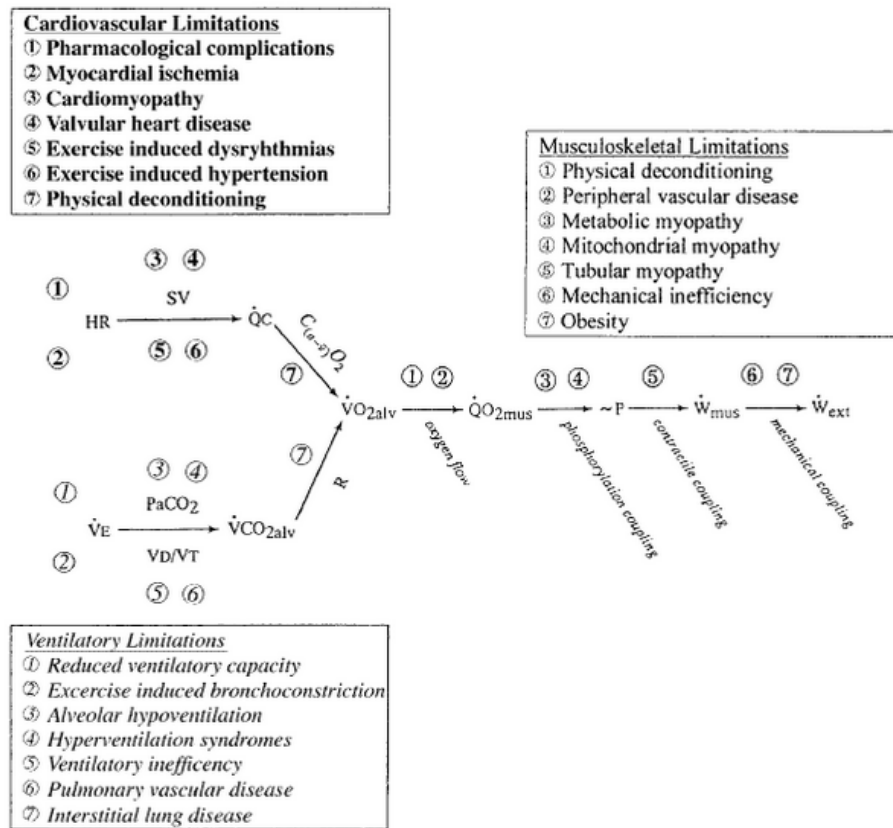 Cardiovascular Limitations
① Pharmacological complications
② Myocardial ischemia
③ Cardiomyopathy
④ Valvular heart disease
⑤ Exercise induced dysryhthmias
⑥ Exercise induced hypertension
⑦ Physical deconditioning
Musculoskeletal Limitations
① Physical deconditioning
② Peripheral vascular disease
③ Metabolic myopathy
④ Mitochondrial myopathy
⑤ Tubular myopathy
⑥ Mechanical inefficiency
⑦ Obesity
③ ④
①
SV
HR
Q̇C
C(a-v̄)O₂
②
⑤ ⑥
⑦
① ②
③ ④
⑤
⑥ ⑦
V̇O₂alv
Q̇O₂mus
~P
Ẇmus
Ẇext
oxygen flow
phosphorylation coupling
contractile coupling
mechanical coupling
⑦
R
③ ④
①
PaCO₂
V̇E
V̇CO₂alv
②
VD/VT
⑤ ⑥
Ventilatory Limitations
① Reduced ventilatory capacity
② Excercise induced bronchoconstriction
③ Alveolar hypoventilation
④ Hyperventilation syndromes
⑤ Ventilatory inefficency
⑥ Pulmonary vascular disease
⑦ Interstitial lung disease